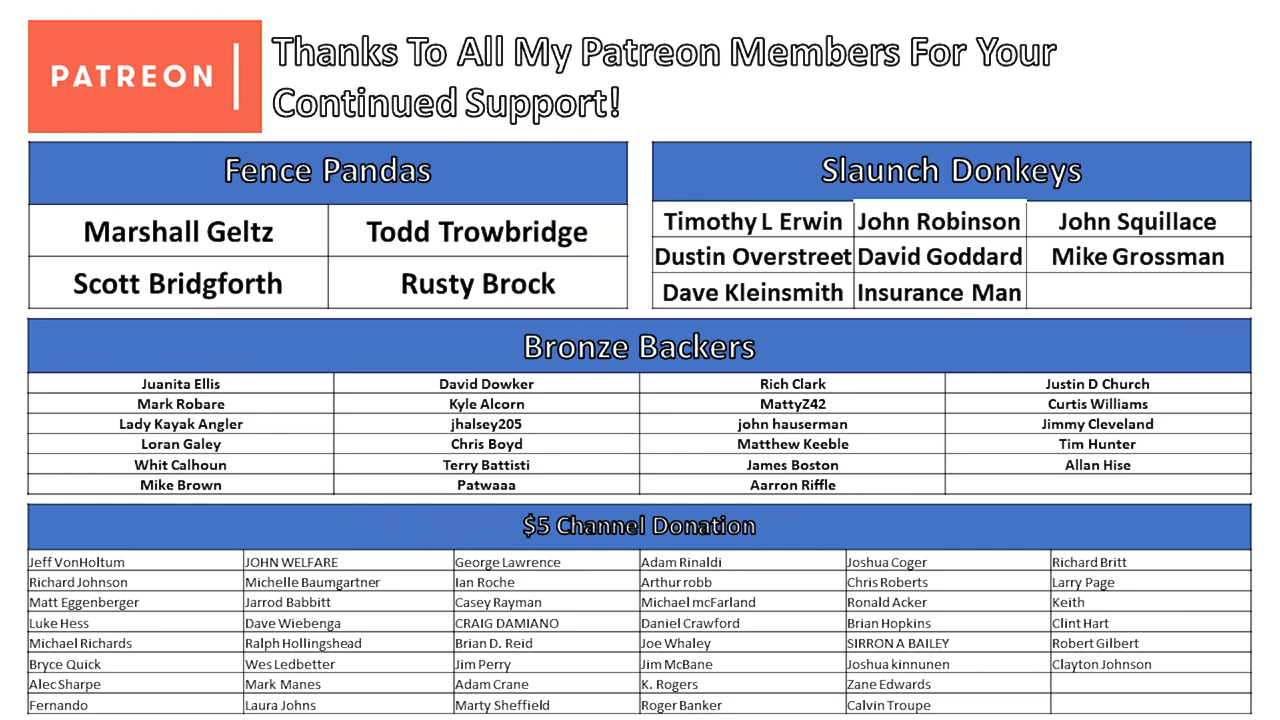 PATREON
Thanks To All My Patreon Members For Your
Continued Support!
Fence Pandas
Marshall Geltz Todd Trowbridge
Scott Bridgforth Rusty Brock
Slaunch Donkeys
Timothy L Erwin John Robinson John Squillace
Dustin Overstreet David Goddard Mike Grossman
Dave Kleinsmith Insurance Man
Bronze Backers
Juanita Ellis David Dowker Rich Clark Justin D Church
Mark Robare Kyle Alcorn MattyZ42 Curtis Williams
Lady Kayak Angler jhalsey205 john hauserman Jimmy Cleveland
Loran Galey Chris Boyd Matthew Keeble Tim Hunter
Whit Calhoun Terry Battisti James Boston Allan Hise
Mike Brown Patwaaa Aarron Riffle
$5 Channel Donation
Jeff VonHoltum JOHN WELFARE George Lawrence Adam Rinaldi Joshua Coger Richard Britt
Richard Johnson Michelle Baumgartner Ian Roche Arthur robb Chris Roberts Larry Page
Matt Eggenberger Jarrod Babbitt Casey Rayman Michael mcFarland Ronald Acker Keith
Luke Hess Dave Wiebenga CRAIG DAMIANO Daniel Crawford Brian Hopkins Clint Hart
Michael Richards Ralph Hollingshead Brian D. Reid Joe Whaley SIRRON A BAILEY Robert Gilbert
Bryce Quick Wes Ledbetter Jim Perry Jim McBane Joshua kinnunen Clayton Johnson
Alec Sharpe Mark Manes Adam Crane K. Rogers Zane Edwards
Fernando Laura Johns Marty Sheffield Roger Banker Calvin Troupe